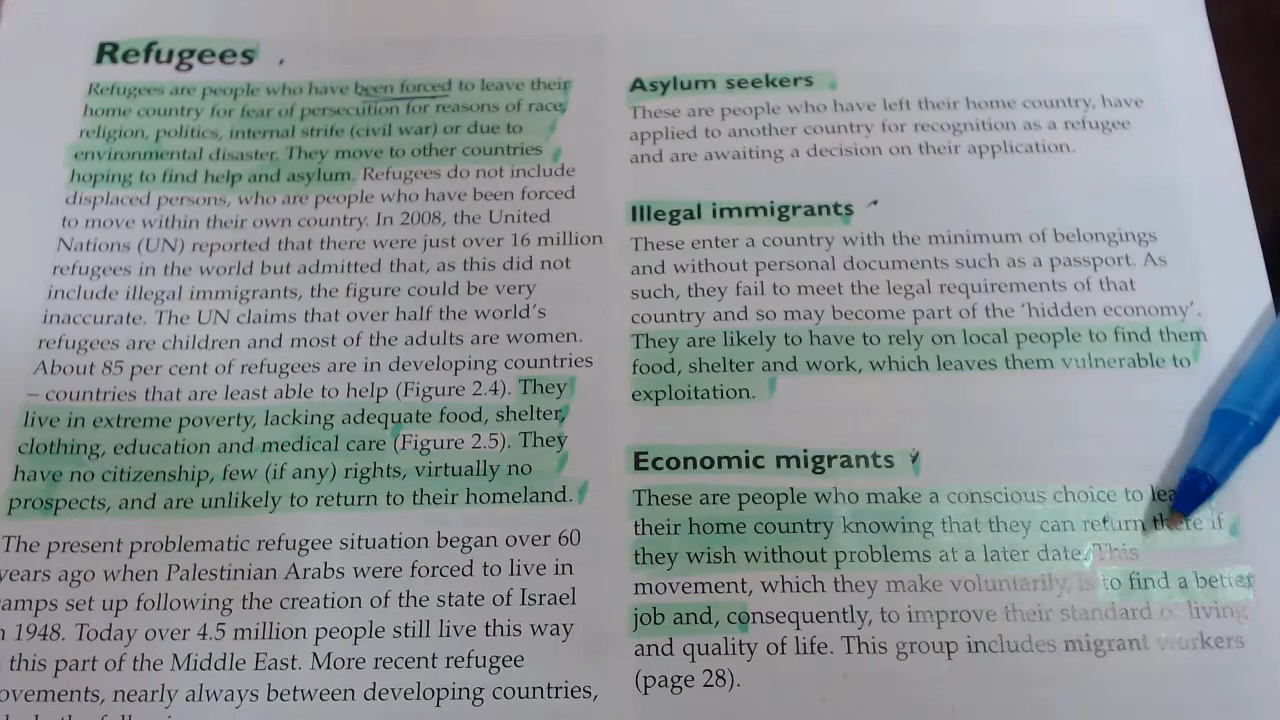 Refugees
Refugees are people who have been forced to leave their
home country for fear of persecution for reasons of race,
religion, politics, internal strife (civil war) or due to
environmental disaster. They move to other countries
hoping to find help and asylum. Refugees do not include
displaced persons, who are people who have been forced
to move within their own country. In 2008, the United
Nations (UN) reported that there were just over 16 million
refugees in the world but admitted that, as this did not
include illegal immigrants, the figure could be very
inaccurate. The UN claims that over half the world's
refugees are children and most of the adults are women.
About 85 per cent of refugees are in developing countries
– countries that are least able to help (Figure 2.4). They
live in extreme poverty, lacking adequate food, shelter,
clothing, education and medical care (Figure 2.5). They
have no citizenship, few (if any) rights, virtually no
prospects, and are unlikely to return to their homeland.
The present problematic refugee situation began over 60
years ago when Palestinian Arabs were forced to live in
amps set up following the creation of the state of Israel
n 1948. Today over 4.5 million people still live this way
this part of the Middle East. More recent refugee
ovements, nearly always between developing countries,
Asylum seekers
These are people who have left their home country, have
applied to another country for recognition as a refugee
and are awaiting a decision on their application.
Illegal immigrants
These enter a country with the minimum of belongings
and without personal documents such as a passport. As
such, they fail to meet the legal requirements of that
country and so may become part of the 'hidden economy'.
They are likely to have to rely on local people to find them
food, shelter and work, which leaves them vulnerable to
exploitation.
Economic migrants
These are people who make a conscious choice to lea
their home country knowing that they can return there if
they wish without problems at a later date. This
movement, which they make voluntarily, is to find a better
job and, consequently, to improve their standard of living
and quality of life. This group includes migrant workers
(page 28).